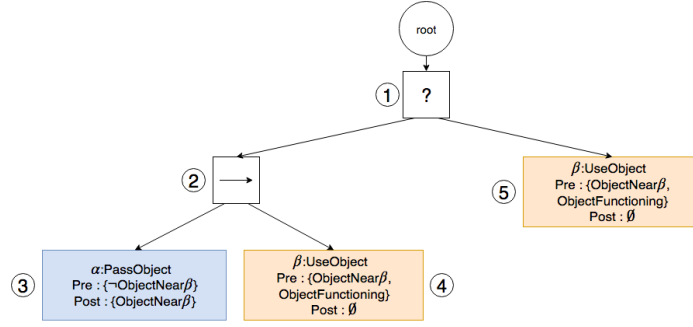 root
①
?
②
β:UseObject
Pre : {ObjectNearβ,
ObjectFunctioning}
Post : ∅
⑤
③
α:PassObject
Pre : {¬ObjectNearβ}
Post : {ObjectNearβ}
β:UseObject
Pre : {ObjectNearβ,
ObjectFunctioning}
Post : ∅
④